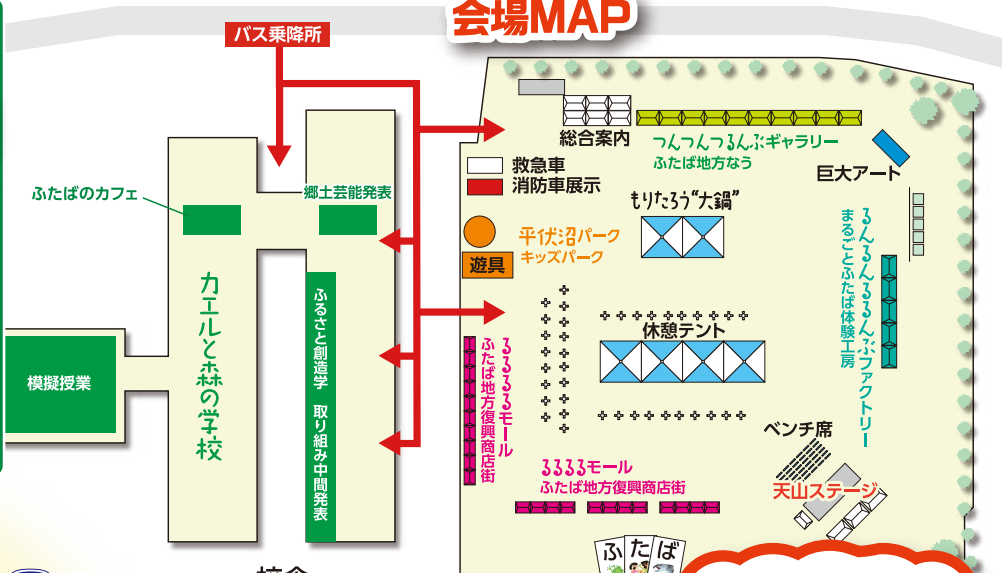 会場MAP
バス乗降所
総合案内
つんつんつるんぶギャラリー
ふたば地方なう
巨大アート
救急車
消防車展示
ふたばのカフェ
郷土芸能発表
もりたろう“大鍋”
平伏沼パーク
キッズパーク
遊具
るんるんるるんぶファクトリー
まるごとふたば体験工房
カエルと森の学校
ふるさと創造学 取り組み中間発表
休憩テント
模擬授業
るるるるモール
ふたば地方復興商店街
ベンチ席
るるるるモール
ふたば地方復興商店街
天山ステージ
ふたば